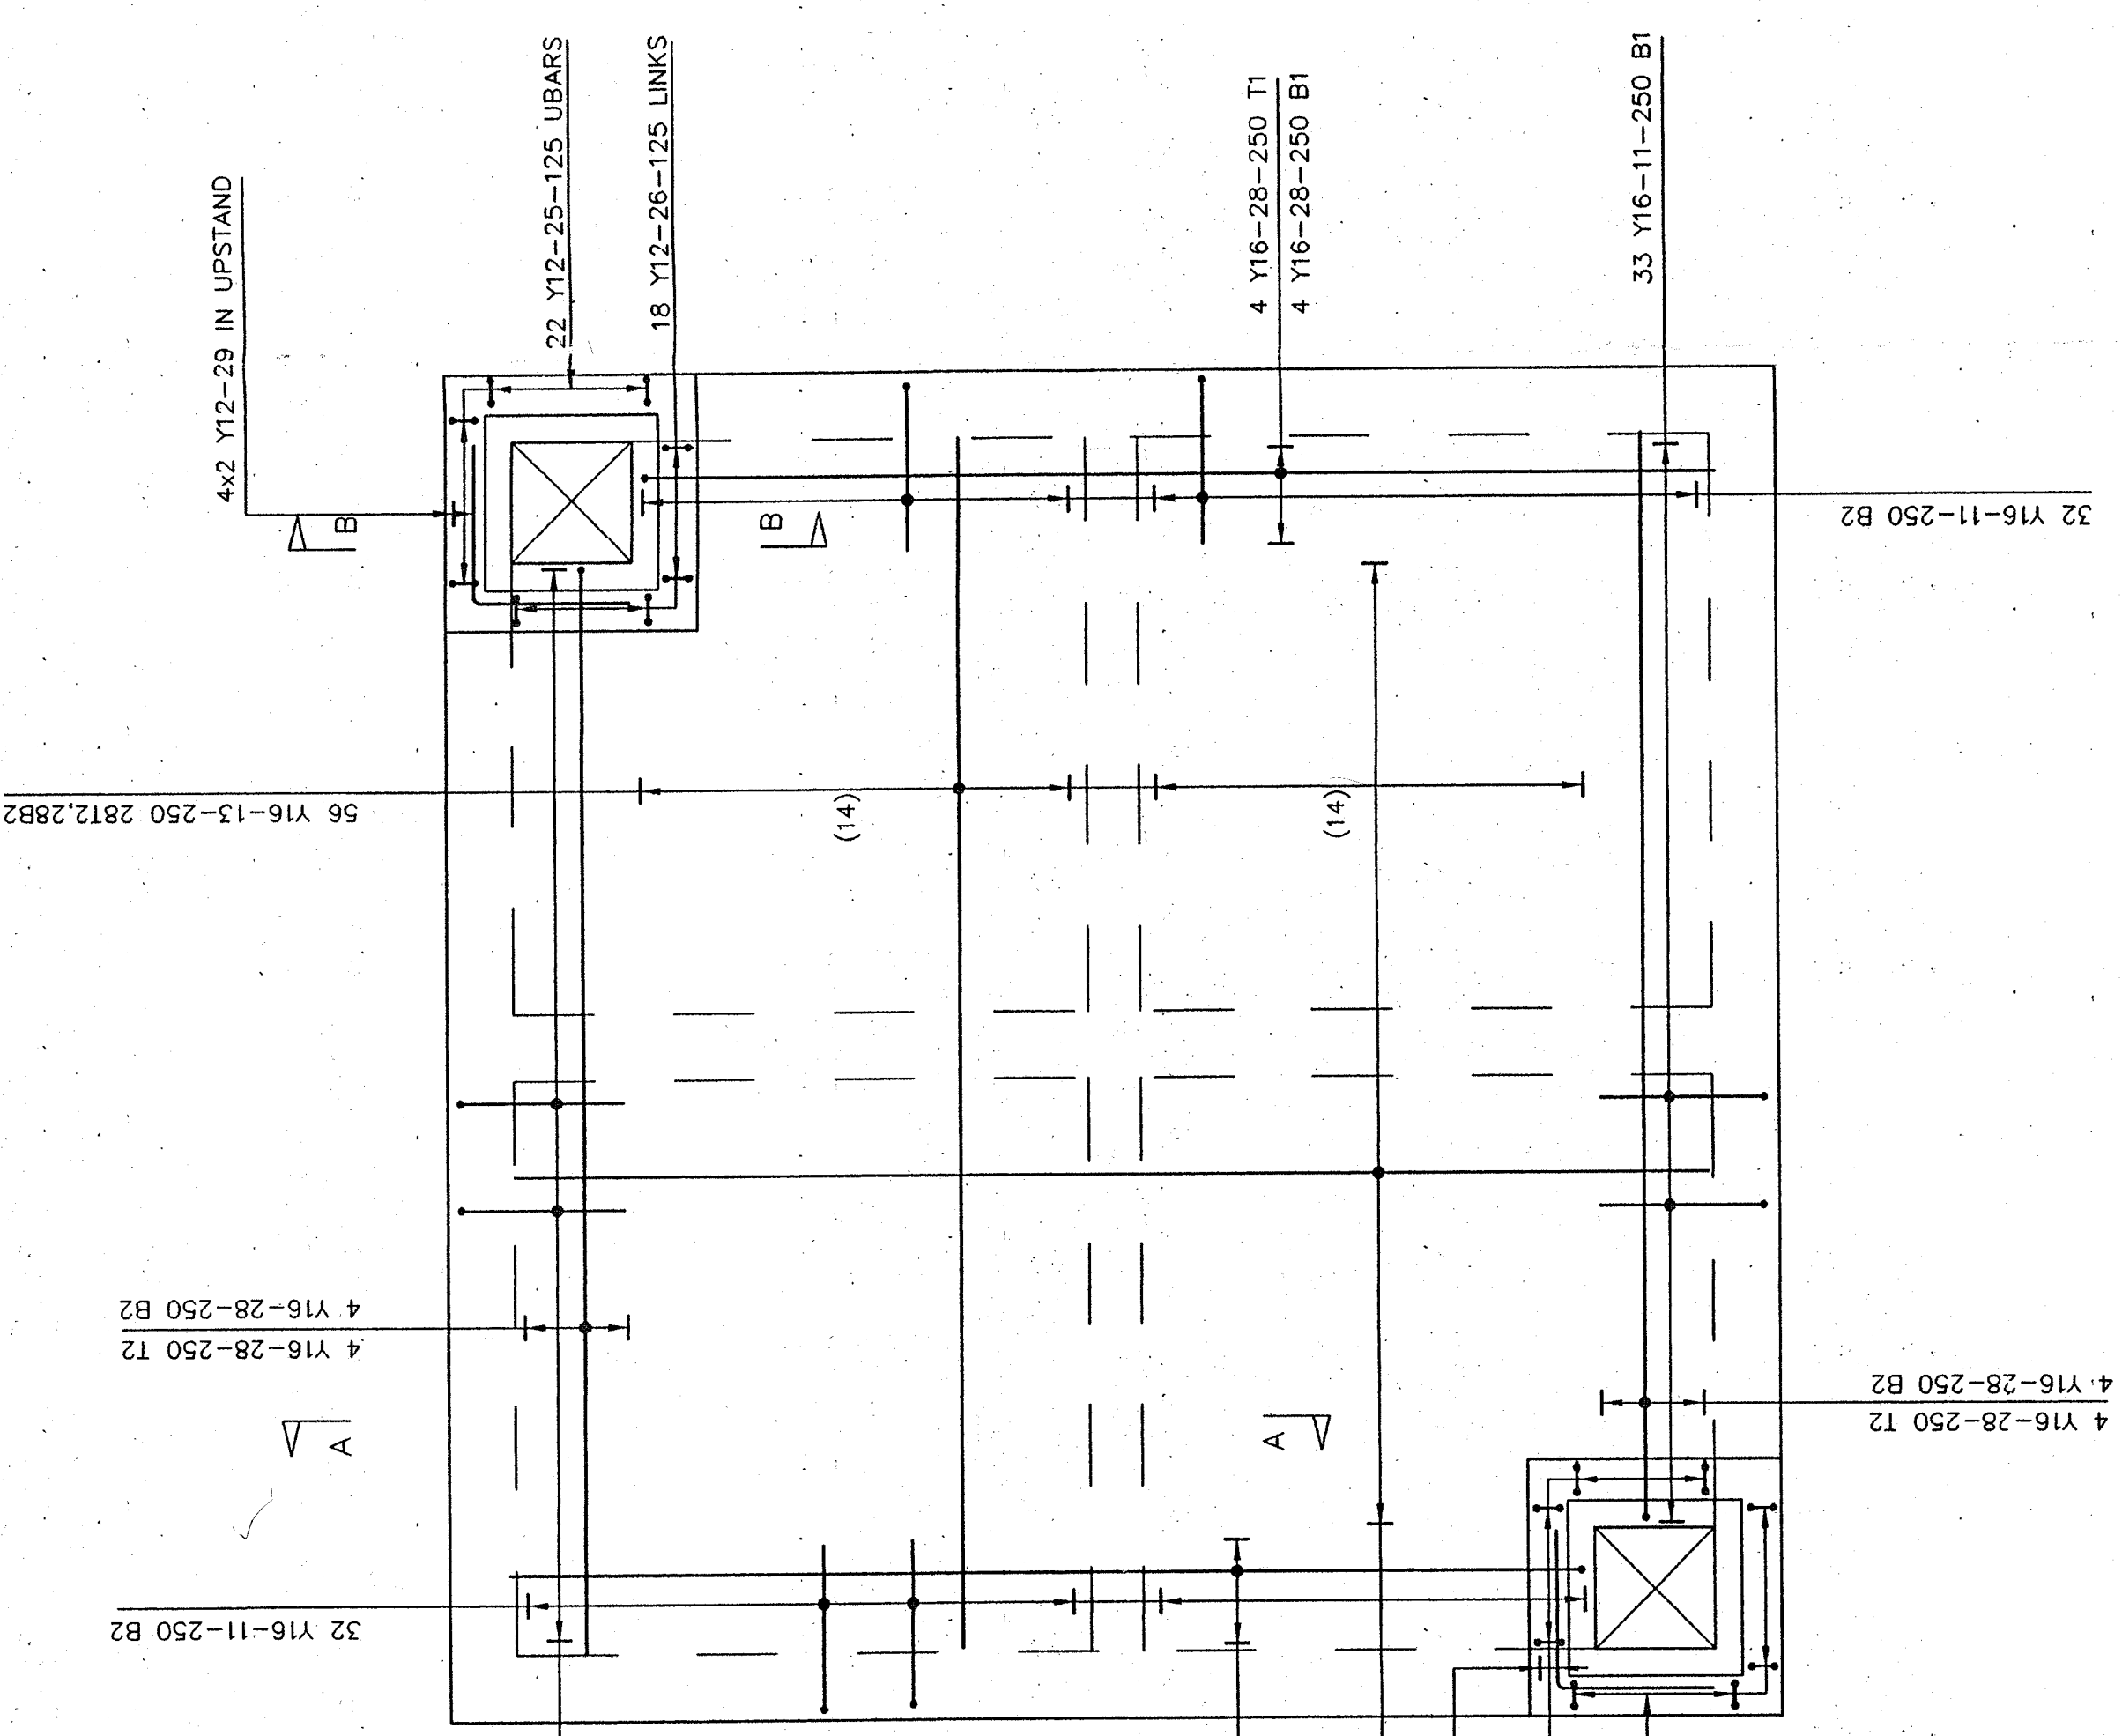 4x2 Y12-29 IN UPSTAND
22 Y12-25-125 UBARS
18 Y12-26-125 LINKS
4 Y16-28-250 T1
4 Y16-28-250 B1
33 Y16-11-250 B1
B
B
32 Y16-11-250 B2
56 Y16-13-250 28T2,28B2
(14)
(14)
4 Y16-28-250 T2
4 Y16-28-250 B2
A
A
4 Y16-28-250 T2
4 Y16-28-250 B2
32 Y16-11-250 B2